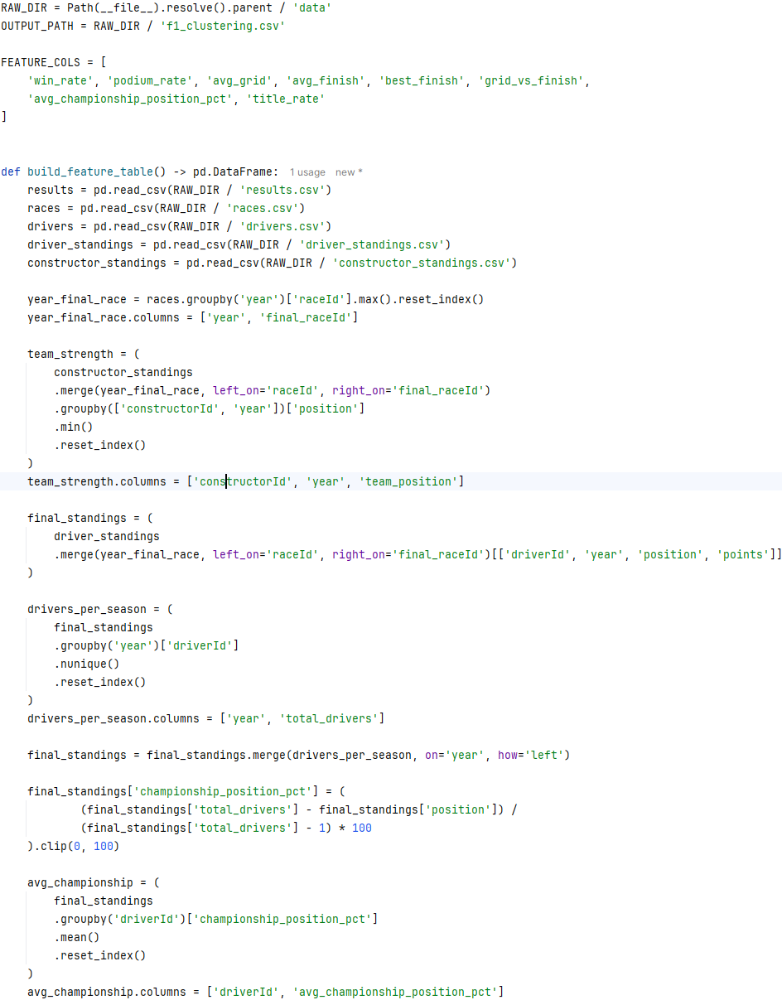 RAW_DIR = Path(__file__).resolve().parent / 'data'
OUTPUT_PATH = RAW_DIR / 'f1_clustering.csv'

FEATURE_COLS = [
    'win_rate', 'podium_rate', 'avg_grid', 'avg_finish', 'best_finish', 'grid_vs_finish',
    'avg_championship_position_pct', 'title_rate'
]


def build_feature_table() -> pd.DataFrame:  1 usage  new *
    results = pd.read_csv(RAW_DIR / 'results.csv')
    races = pd.read_csv(RAW_DIR / 'races.csv')
    drivers = pd.read_csv(RAW_DIR / 'drivers.csv')
    driver_standings = pd.read_csv(RAW_DIR / 'driver_standings.csv')
    constructor_standings = pd.read_csv(RAW_DIR / 'constructor_standings.csv')

    year_final_race = races.groupby('year')['raceId'].max().reset_index()
    year_final_race.columns = ['year', 'final_raceId']

    team_strength = (
        constructor_standings
        .merge(year_final_race, left_on='raceId', right_on='final_raceId')
        .groupby(['constructorId', 'year'])['position']
        .min()
        .reset_index()
    )
    team_strength.columns = ['constructorId', 'year', 'team_position']

    final_standings = (
        driver_standings
        .merge(year_final_race, left_on='raceId', right_on='final_raceId')[['driverId', 'year', 'position', 'points']]
    )

    drivers_per_season = (
        final_standings
        .groupby('year')['driverId']
        .nunique()
        .reset_index()
    )
    drivers_per_season.columns = ['year', 'total_drivers']

    final_standings = final_standings.merge(drivers_per_season, on='year', how='left')

    final_standings['championship_position_pct'] = (
            (final_standings['total_drivers'] - final_standings['position']) /
            (final_standings['total_drivers'] - 1) * 100
    ).clip(0, 100)

    avg_championship = (
        final_standings
        .groupby('driverId')['championship_position_pct']
        .mean()
        .reset_index()
    )
    avg_championship.columns = ['driverId', 'avg_championship_position_pct']